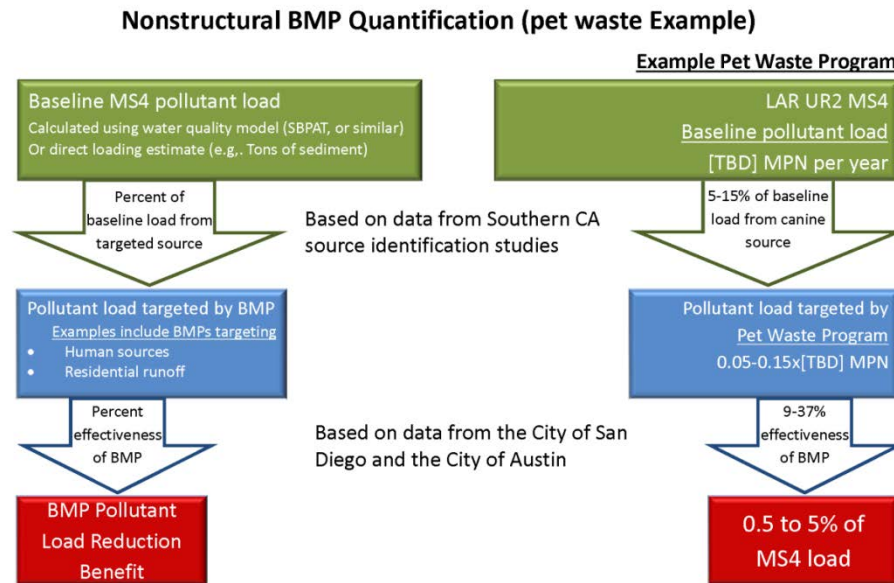 Nonstructural BMP Quantification (pet waste Example)
Example Pet Waste Program
Baseline MS4 pollutant load
Calculated using water quality model (SBPAT, or similar)
Or direct loading estimate (e.g,. Tons of sediment)
LAR UR2 MS4
Baseline pollutant load
[TBD] MPN per year
Percent of
baseline load from
targeted source
Based on data from Southern CA
source identification studies
5-15% of baseline
load from canine
source
Pollutant load targeted by BMP
Examples include BMPs targeting
• Human sources
• Residential runoff
Pollutant load targeted by
Pet Waste Program
0.05-0.15x[TBD] MPN
Percent
effectiveness
of BMP
Based on data from the City of San
Diego and the City of Austin
9-37%
effectiveness
of BMP
BMP Pollutant
Load Reduction
Benefit
0.5 to 5% of
MS4 load